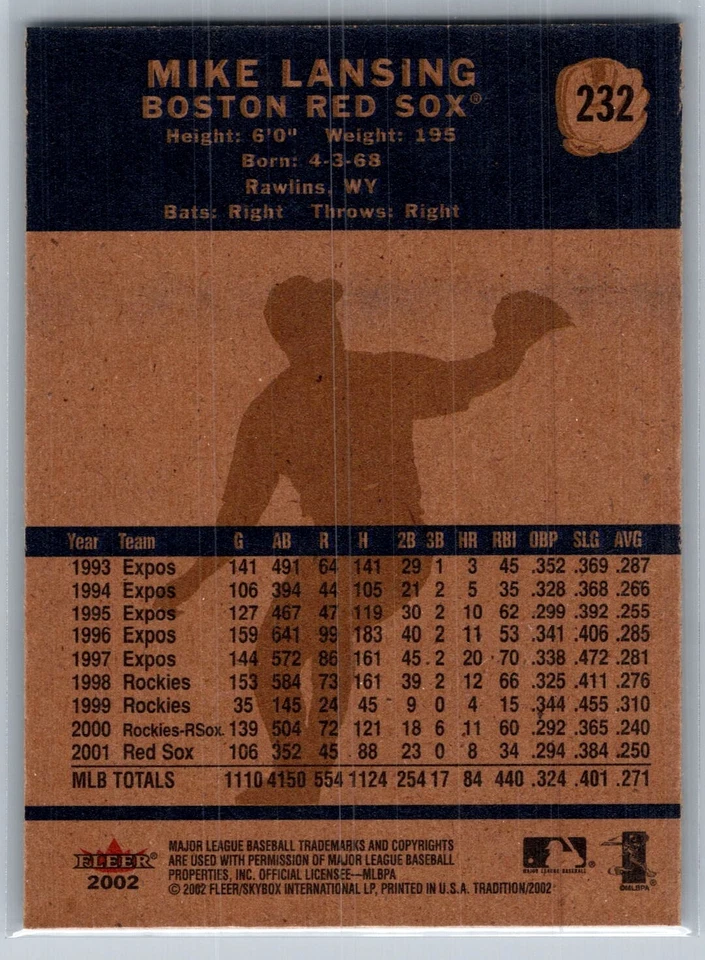 MIKE LANSING
232
BOSTON RED SOX®
Height: 6'0" Weight: 195
Born: 4-3-68
Rawlins, WY
Bats: Right Throws: Right
Year Team G AB R H 2B 3B HR RBI OBP SLG AVG
1993 Expos 141 491 64 141 29 1 3 45 .352 .369 .287
1994 Expos 106 394 44 105 21 2 5 35 .328 .368 .266
1995 Expos 127 467 47 119 30 2 10 62 .299 .392 .255
1996 Expos 159 641 99 183 40 2 11 53 .341 .406 .285
1997 Expos 144 572 86 161 45 2 20 70 .338 .472 .281
1998 Rockies 153 584 73 161 39 2 12 66 .325 .411 .276
1999 Rockies 35 145 24 45 9 0 4 15 .344 .455 .310
2000 Rockies-RSox 139 504 72 121 18 6 11 60 .292 .365 .240
2001 Red Sox 106 352 45 88 23 0 8 34 .294 .384 .250
MLB TOTALS 1110 4150 554 1124 254 17 84 440 .324 .401 .271
FLEER®
2002
MAJOR LEAGUE BASEBALL TRADEMARKS AND COPYRIGHTS
ARE USED WITH PERMISSION OF MAJOR LEAGUE BASEBALL
PROPERTIES, INC. OFFICIAL LICENSEE—MLBPA
© 2002 FLEER/SKYBOX INTERNATIONAL LP, PRINTED IN U.S.A. TRADITION/2002
MAJOR LEAGUE BASEBALL
©MLBPA